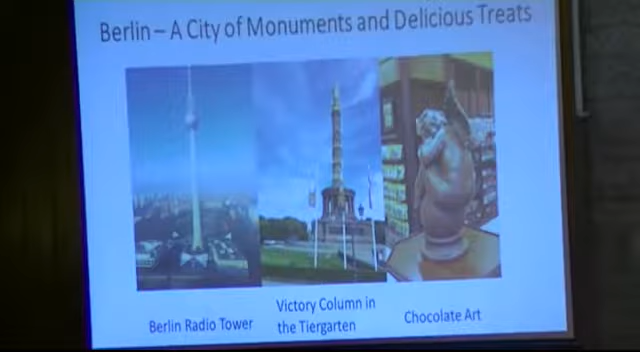 Berlin – A City of Monuments and Delicious Treats
Berlin Radio Tower
Victory Column in
the Tiergarten
Chocolate Art